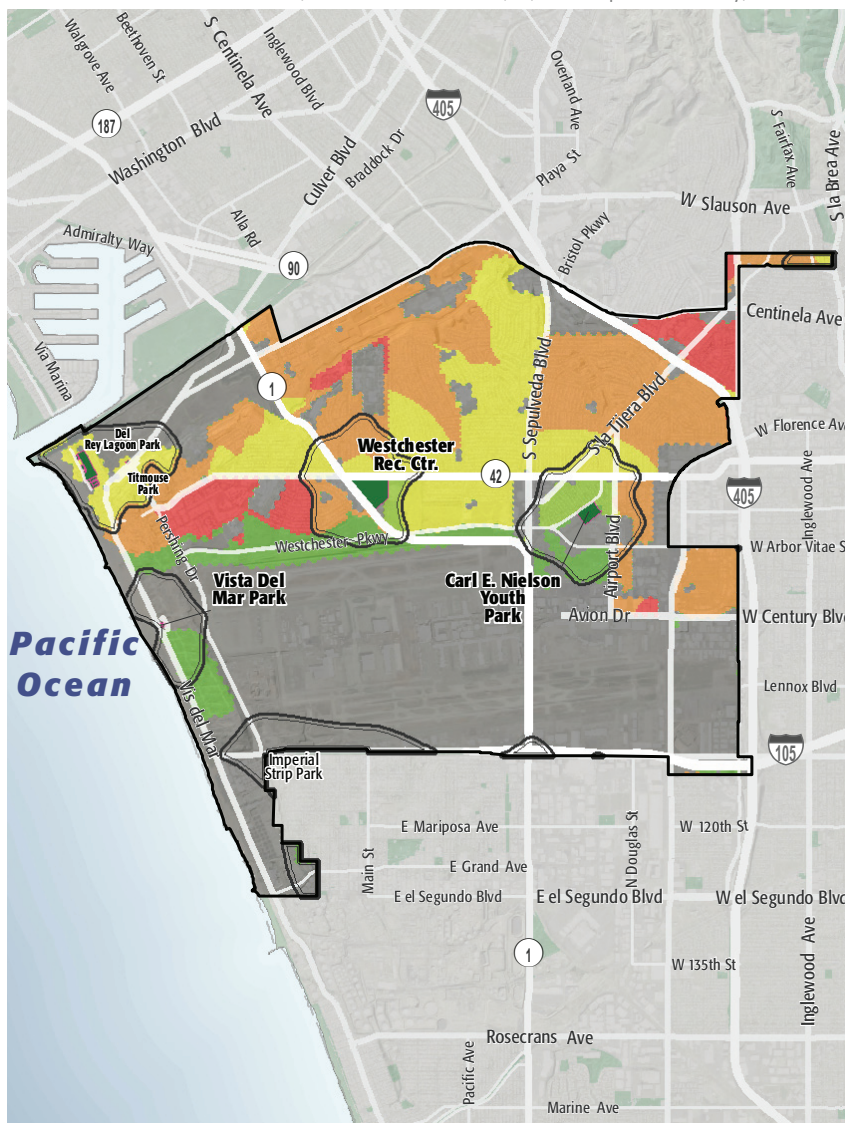 Walgrove Ave
Beethoven St
S Centinela Ave
Inglewood Blvd
Overland Ave
405
187
Washington Blvd
Culver Blvd
Braddock Dr
Playa St
S Fairfax Ave
S la Brea Ave
W Slauson Ave
Alla Rd
Admiralty Way
90
Bristol Pkwy
Via Marina
Centinela Ave
1
S Sepulveda Blvd
S la Tijera Blvd
Del
Rey Lagoon Park
Titmouse
Park
Westchester
Rec. Ctr.
42
W Florence Av
405
Inglewood Ave
Pershing Dr
Westchester Pkwy
Airport Blvd
W Arbor Vitae S
Vista Del
Mar Park
Carl E. Nielson
Youth
Park
Avion Dr
W Century Blv
Pacific
Ocean
Vis del Mar
Lennox Blvd
105
Imperial
Strip Park
E Mariposa Ave
Main St
N Douglas St
W 120th St
E Grand Ave
E el Segundo Blvd
E el Segundo Blvd
W el Segundo Blvd
1
W 135th St
Inglewood Ave
Rosecrans Ave
Pacific Ave
Marine Ave